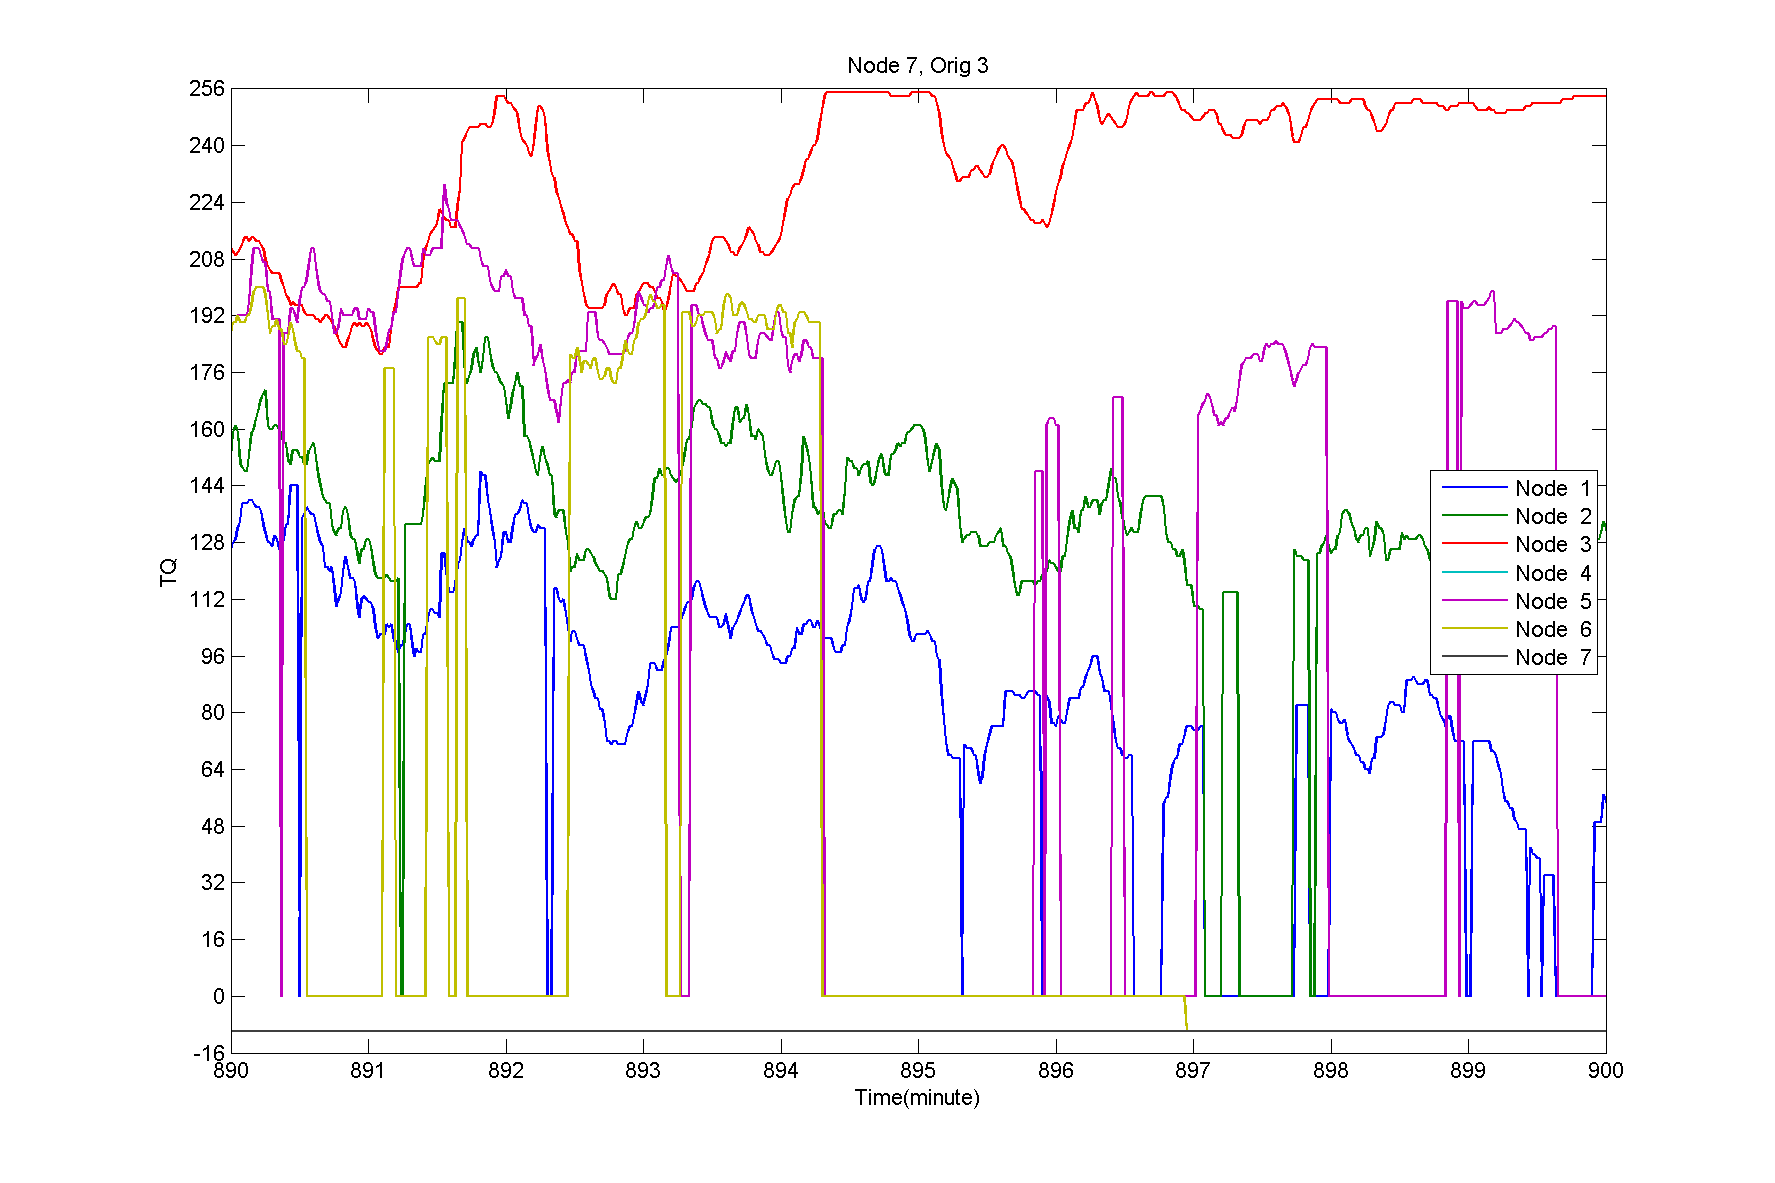 Node 7, Orig 3
256
240
224
208
192
176
160
144
128
112
96
80
64
48
32
16
0
-16
TQ
890 891 892 893 894 895 896 897 898 899 900
Time(minute)
Node 1
Node 2
Node 3
Node 4
Node 5
Node 6
Node 7